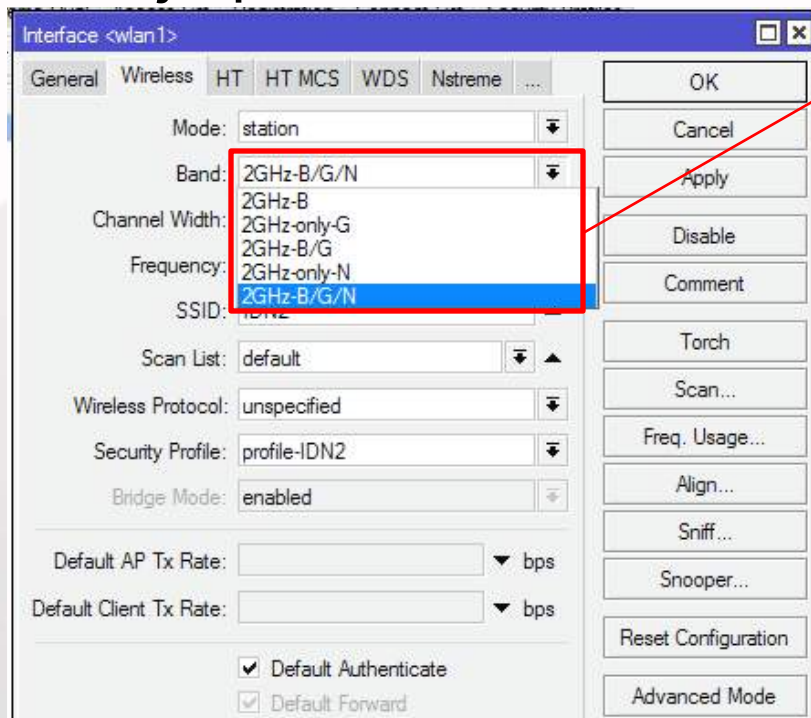 Interface <wlan1>
General Wireless HT HT MCS WDS Nstreme ...
Mode: station
Band: 2GHz-B/G/N
2GHz-B
2GHz-only-G
2GHz-B/G
2GHz-only-N
2GHz-B/G/N
Channel Width:
Frequency:
SSID: IDN2
Scan List: default
Wireless Protocol: unspecified
Security Profile: profile-IDN2
Bridge Mode: enabled
Default AP Tx Rate: bps
Default Client Tx Rate: bps
Default Authenticate
Default Forward
OK
Cancel
Apply
Disable
Comment
Torch
Scan...
Freq. Usage...
Align...
Sniff...
Snooper...
Reset Configuration
Advanced Mode